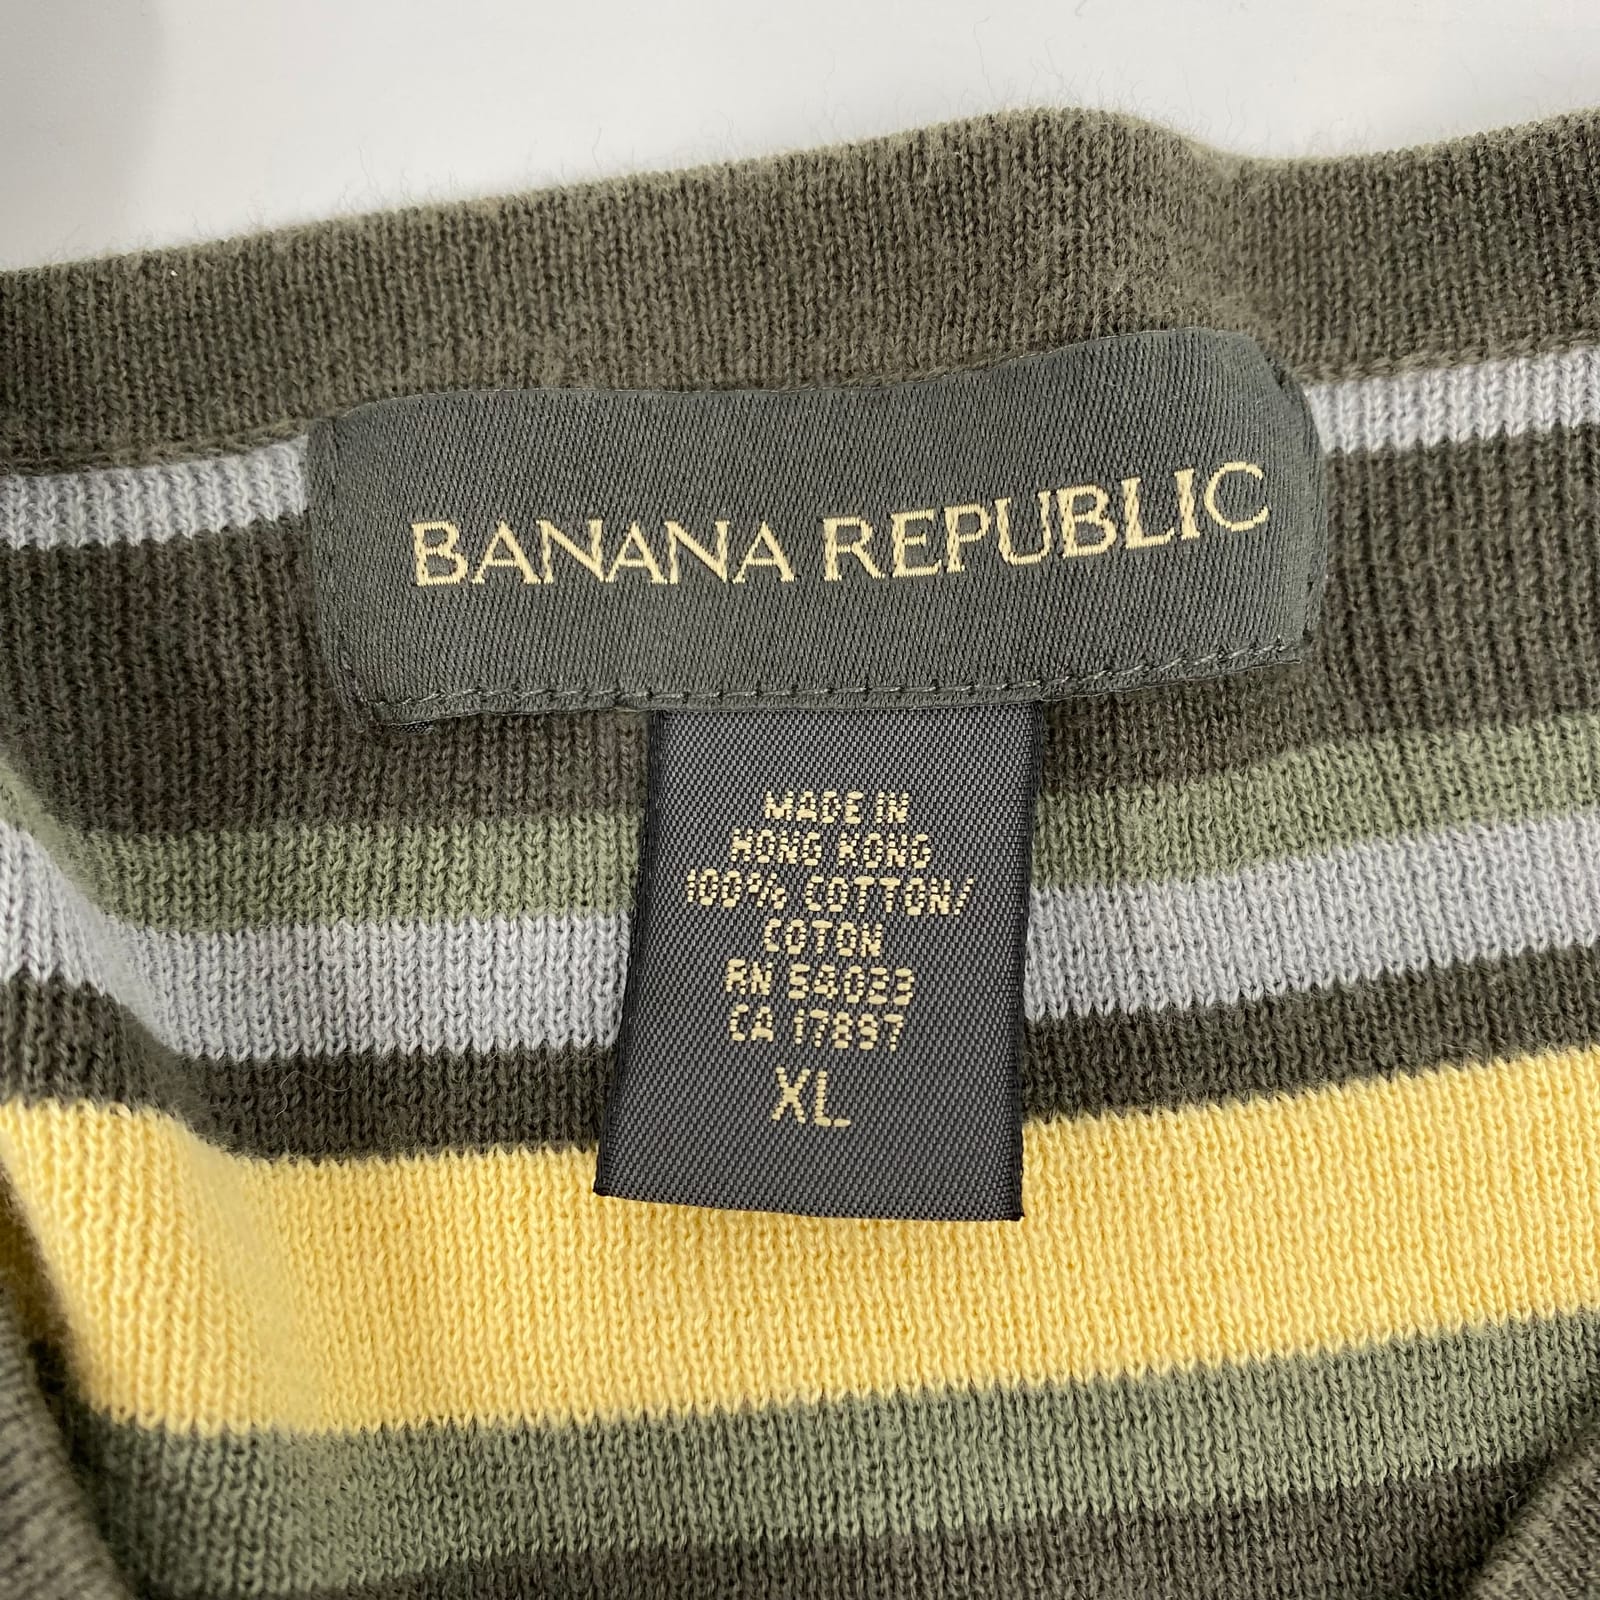 BANANA REPUBLIC
MADE IN
HONG KONG
100% COTTON/
COTON
RN 54023
CA 17897
XL